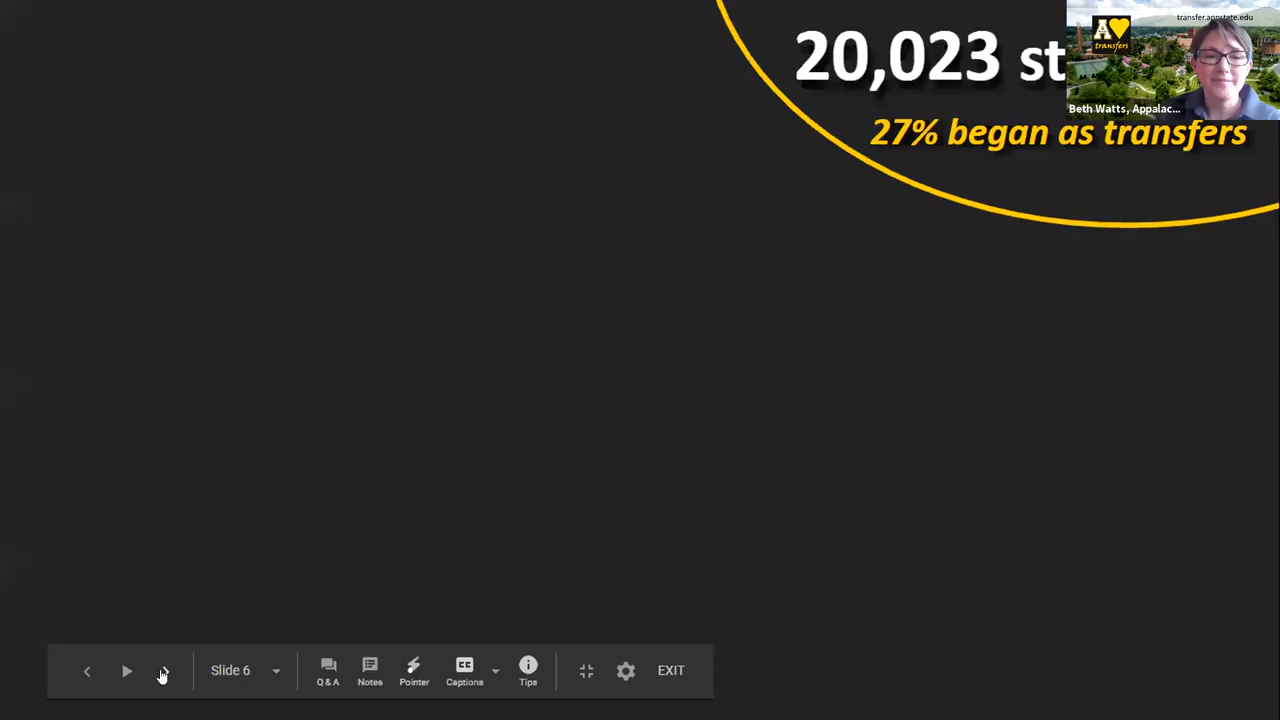 transfer.appstate.edu
A
transfers
20,023 st
Beth Watts, Appalac...
27% began as transfers
Slide 6
Q & A
Notes
Pointer
CC
Captions
Tips
EXIT